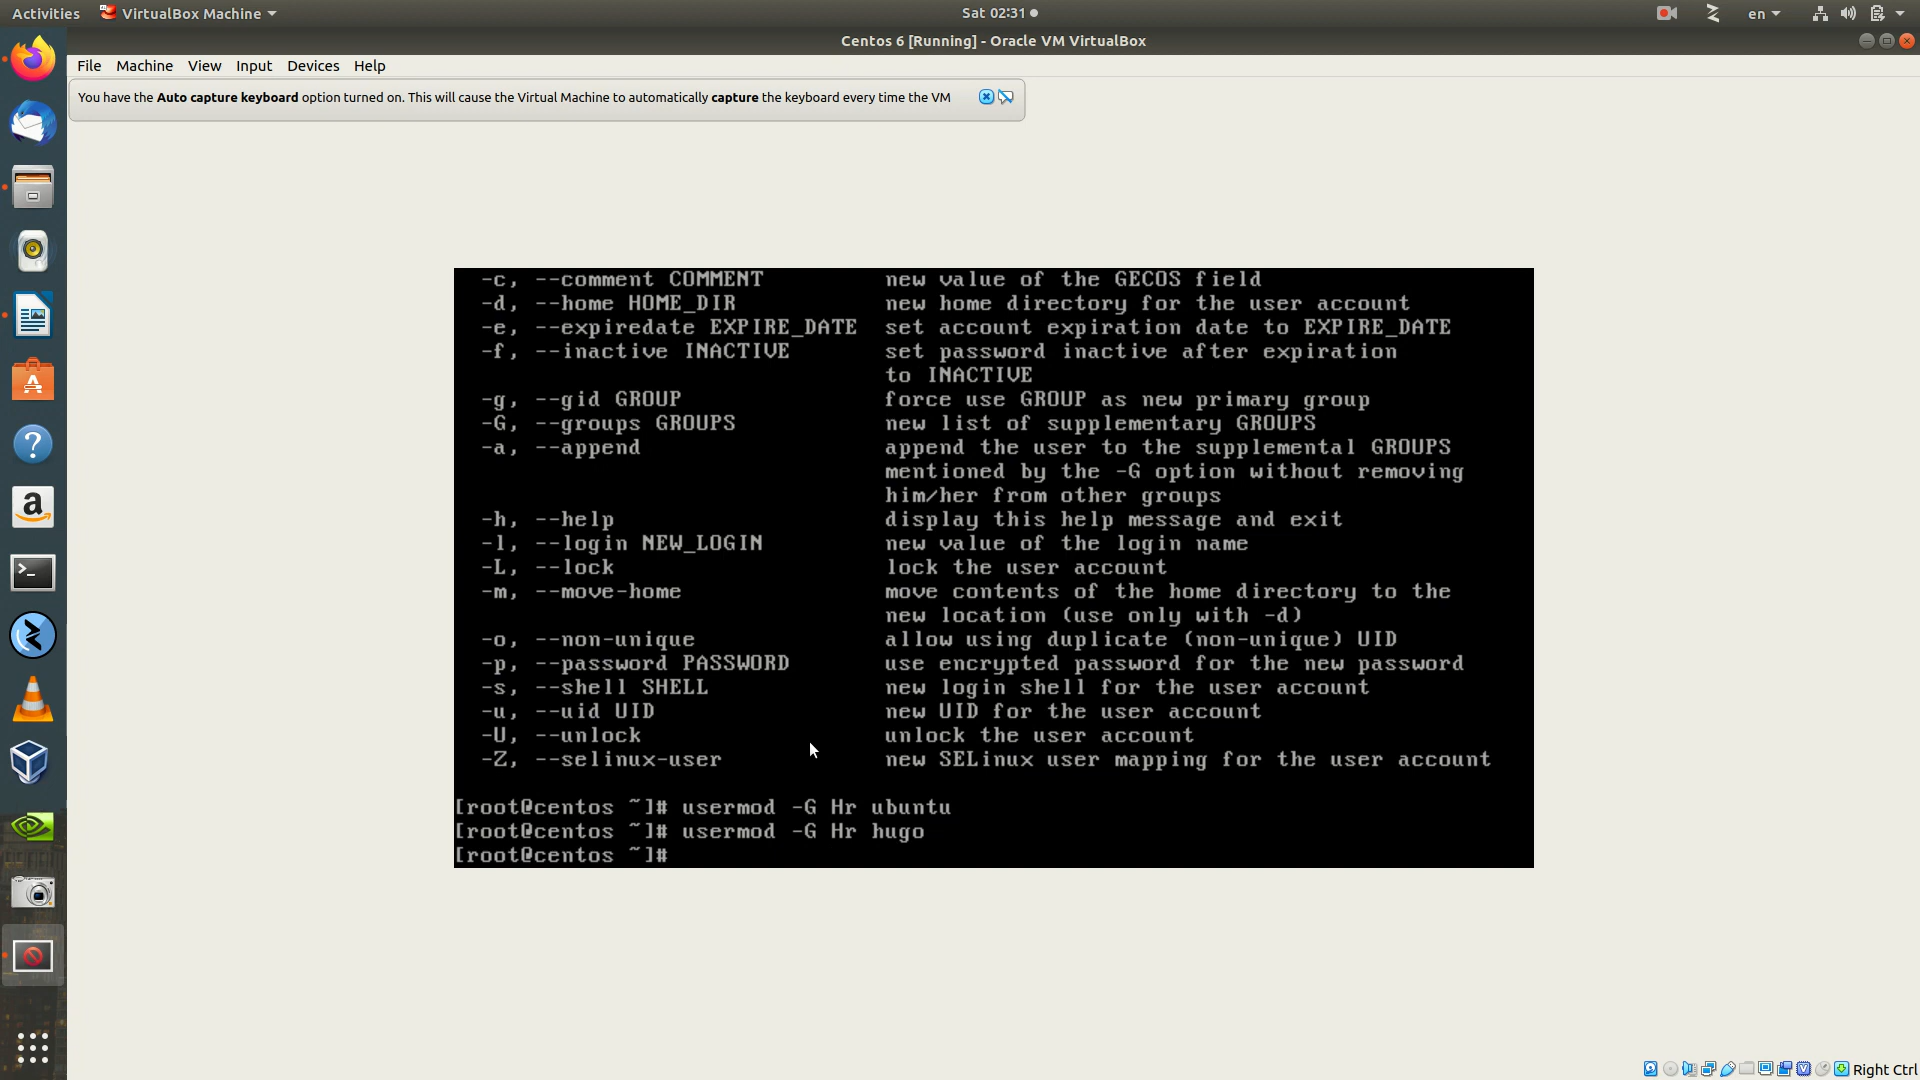 Activities
VirtualBox Machine
Sat 02:31
en
Centos 6 [Running] - Oracle VM VirtualBox
File Machine View Input Devices Help
You have the Auto capture keyboard option turned on. This will cause the Virtual Machine to automatically capture the keyboard every time the VM
-c, --comment COMMENT new value of the GECOS field
-d, --home HOME_DIR new home directory for the user account
-e, --expiredate EXPIRE_DATE set account expiration date to EXPIRE_DATE
-f, --inactive INACTIVE set password inactive after expiration
to INACTIVE
-g, --gid GROUP force use GROUP as new primary group
-G, --groups GROUPS new list of supplementary GROUPS
-a, --append append the user to the supplemental GROUPS
mentioned by the -G option without removing
him/her from other groups
-h, --help display this help message and exit
-l, --login NEW_LOGIN new value of the login name
-L, --lock lock the user account
-m, --move-home move contents of the home directory to the
new location (use only with -d)
-o, --non-unique allow using duplicate (non-unique) UID
-p, --password PASSWORD use encrypted password for the new password
-s, --shell SHELL new login shell for the user account
-u, --uid UID new UID for the user account
-U, --unlock unlock the user account
-Z, --selinux-user new SELinux user mapping for the user account
[root@centos ~]# usermod -G Hr ubuntu
[root@centos ~]# usermod -G Hr hugo
[root@centos ~]#
Right Ctrl